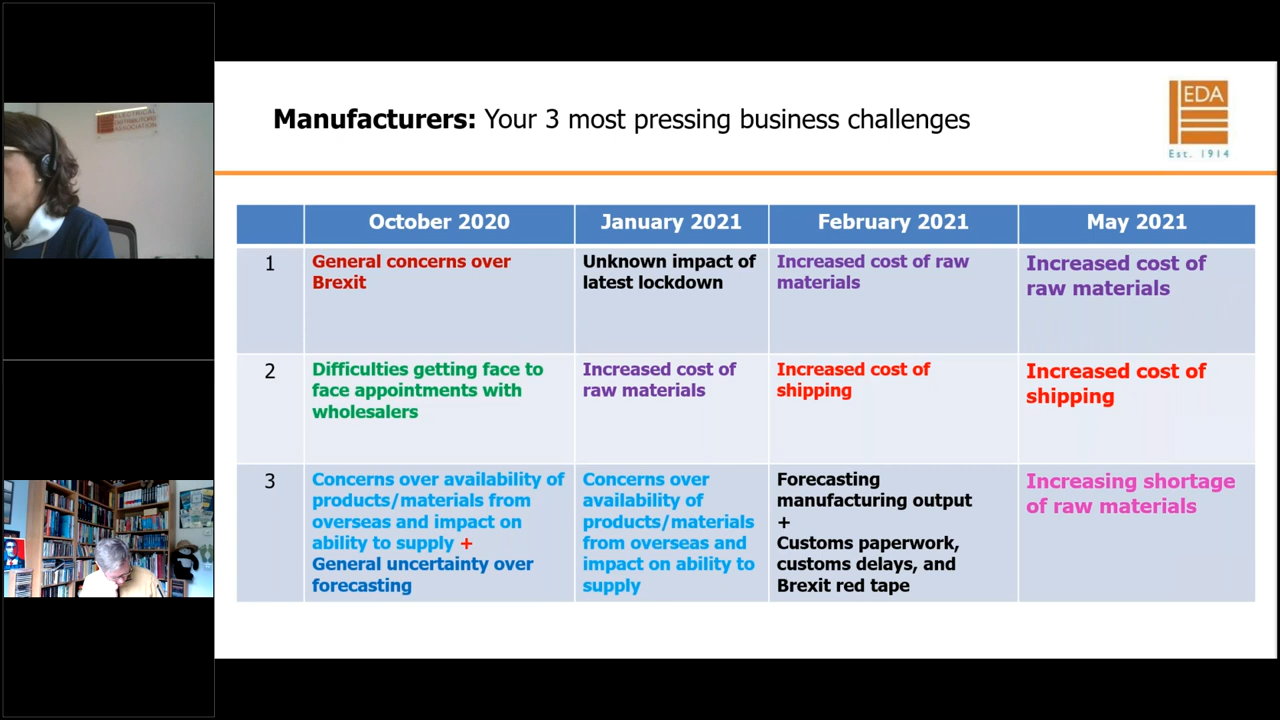 ELECTRICAL
DISTRIBUTORS
ASSOCIATION
Manufacturers: Your 3 most pressing business challenges
EDA
Est. 1914
October 2020
January 2021
February 2021
May 2021
1
General concerns over
Brexit
Unknown impact of
latest lockdown
Increased cost of raw
materials
Increased cost of
raw materials
2
Difficulties getting face to
face appointments with
wholesalers
Increased cost of
raw materials
Increased cost of
shipping
Increased cost of
shipping
3
Concerns over availability of
products/materials from
overseas and impact on
ability to supply +
General uncertainty over
forecasting
Concerns over
availability of
products/materials
from overseas and
impact on ability to
supply
Forecasting
manufacturing output
+
Customs paperwork,
customs delays, and
Brexit red tape
Increasing shortage
of raw materials